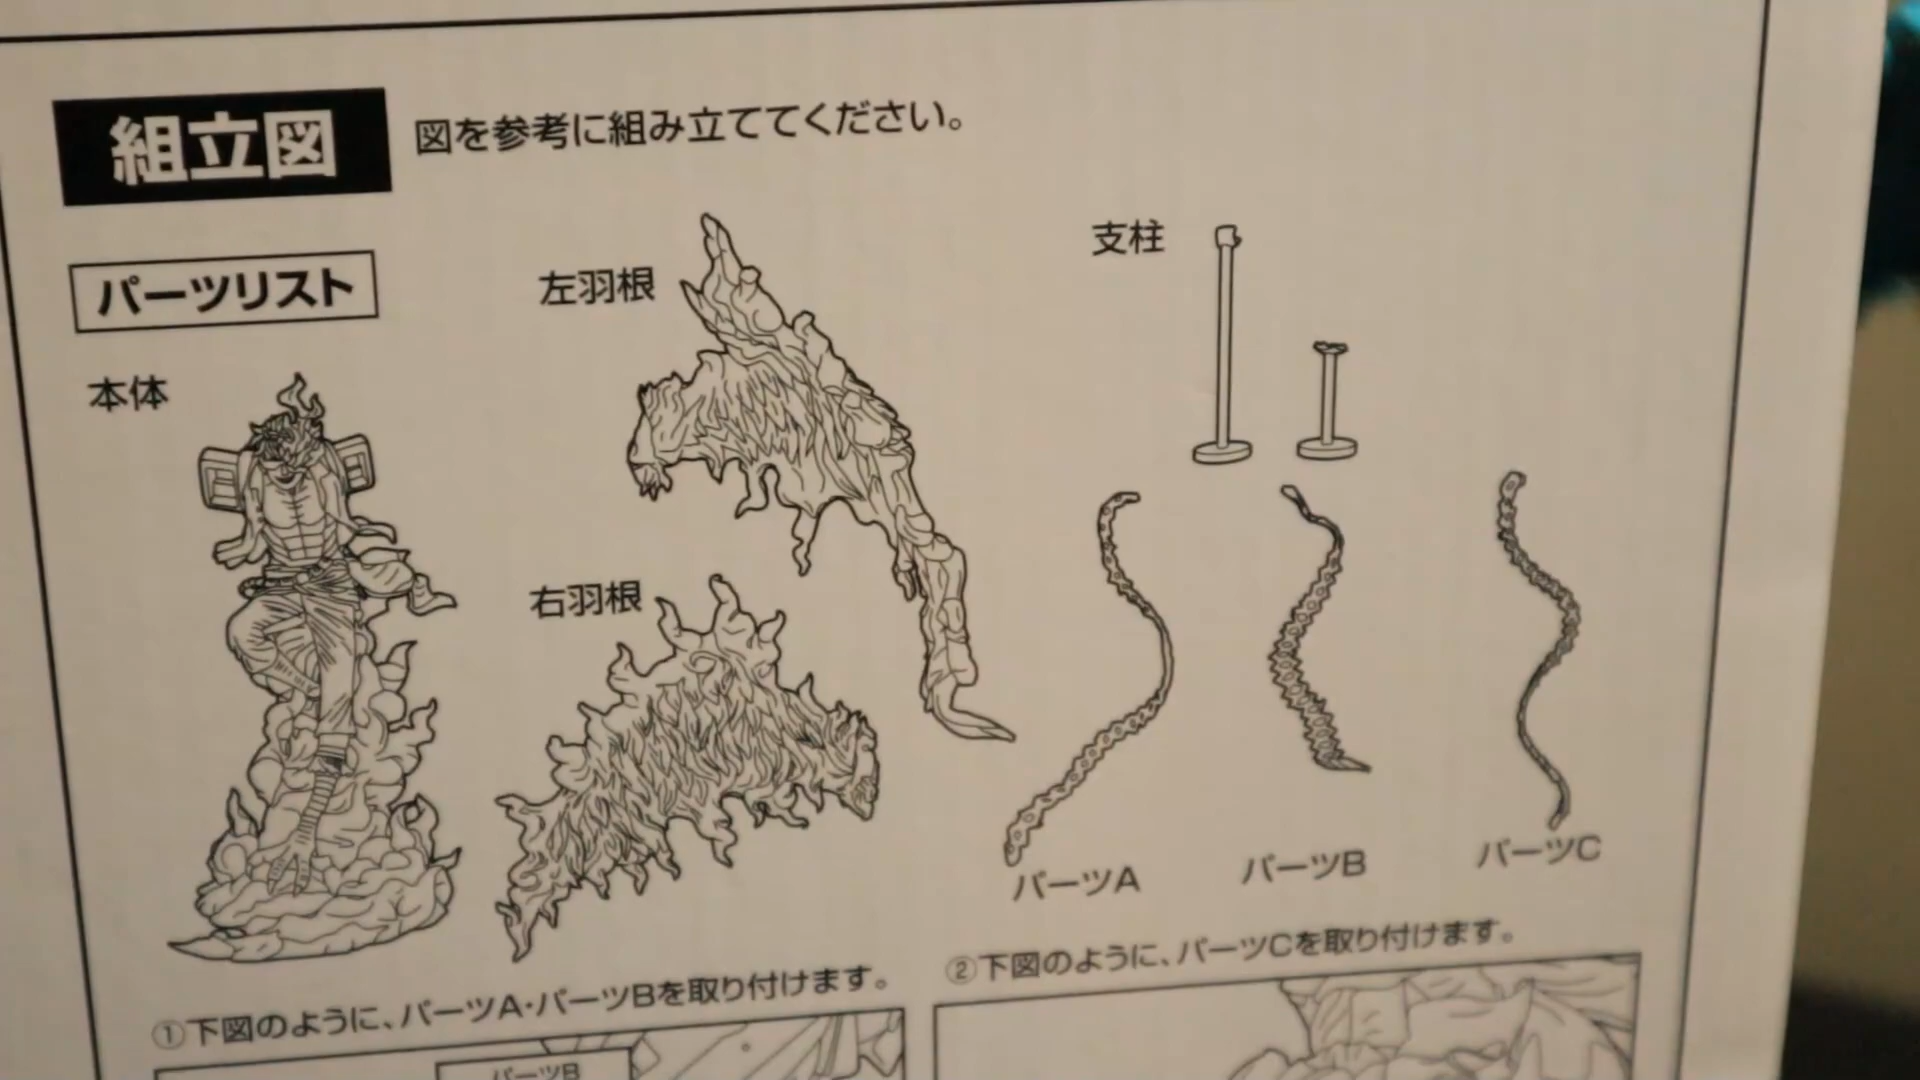 組立図
図を参考に組み立ててください。
パーツリスト
本体
左羽根
右羽根
支柱
パーツA
パーツB
パーツC
①下図のように、パーツA・パーツBを取り付けます。
②下図のように、パーツCを取り付けます。
パーツB